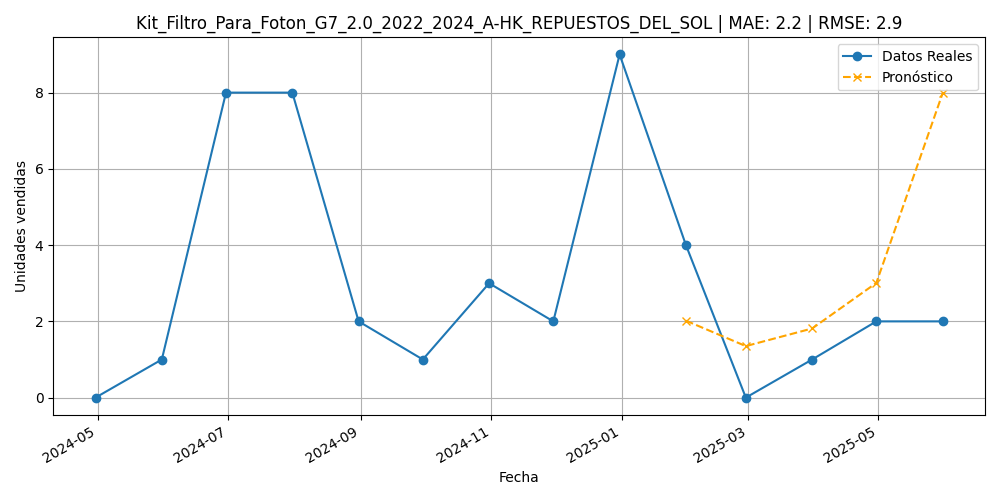 Kit_Filtro_Para_Foton_G7_2.0_2022_2024_A-HK_REPUESTOS_DEL_SOL | MAE: 2.2 | RMSE: 2.9
Datos Reales
Pronóstico
Unidades vendidas
8
6
4
2
0
2024-05
2024-07
2024-09
2024-11
2025-01
2025-03
2025-05
Fecha